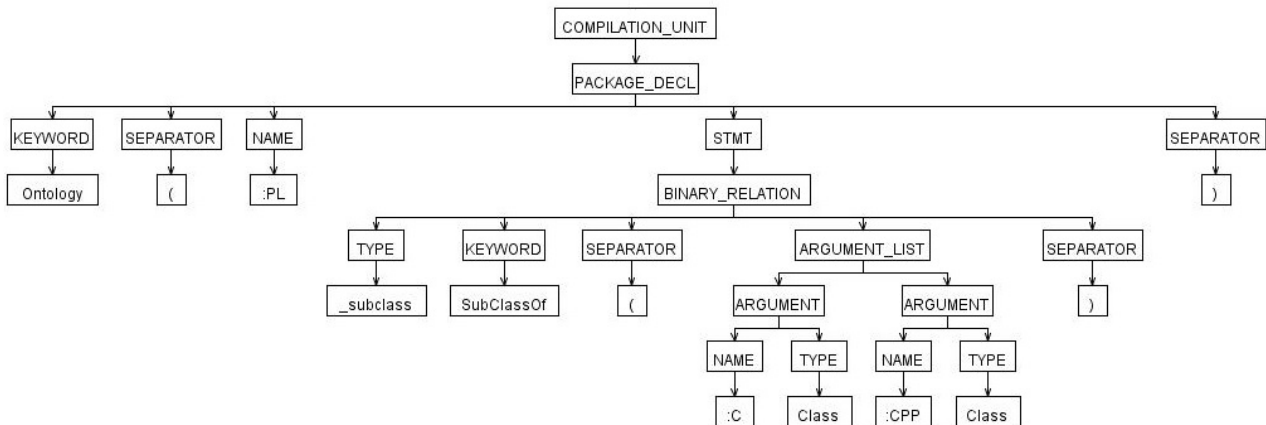 COMPILATION_UNIT
PACKAGE_DECL
KEYWORD SEPARATOR NAME STMT SEPARATOR
Ontology ( :PL BINARY_RELATION )
TYPE KEYWORD SEPARATOR ARGUMENT_LIST SEPARATOR
_subclass SubClassOf ( ARGUMENT ARGUMENT )
NAME TYPE NAME TYPE
:C Class :CPP Class